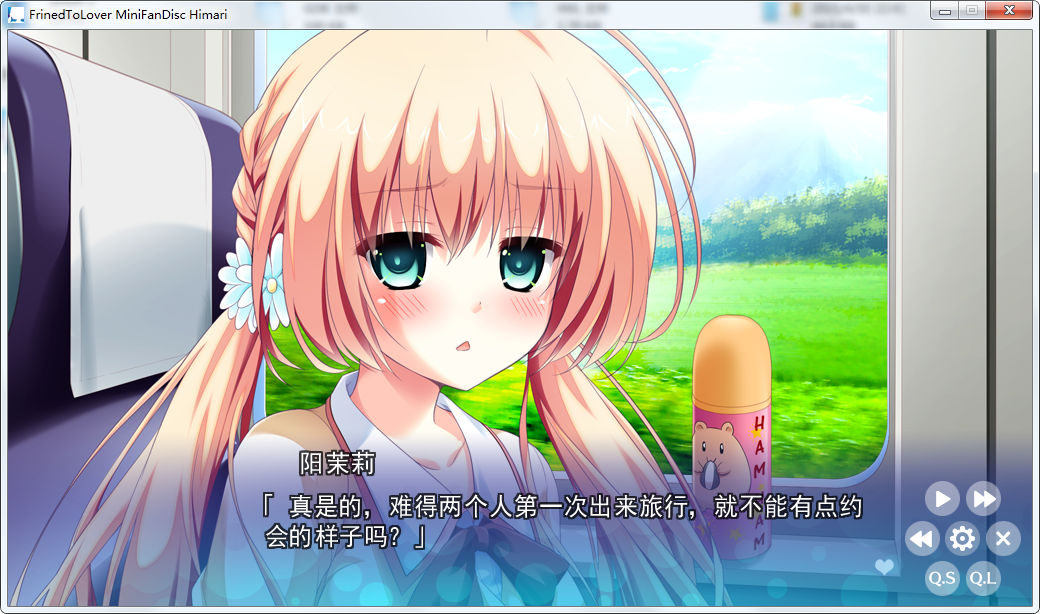 FrinedToLover MiniFanDisc Himari
阳茉莉
「 真是的，难得两个人第一次出来旅行，就不能有点约
会的样子吗？」
HAM
AM
Q.S Q.L